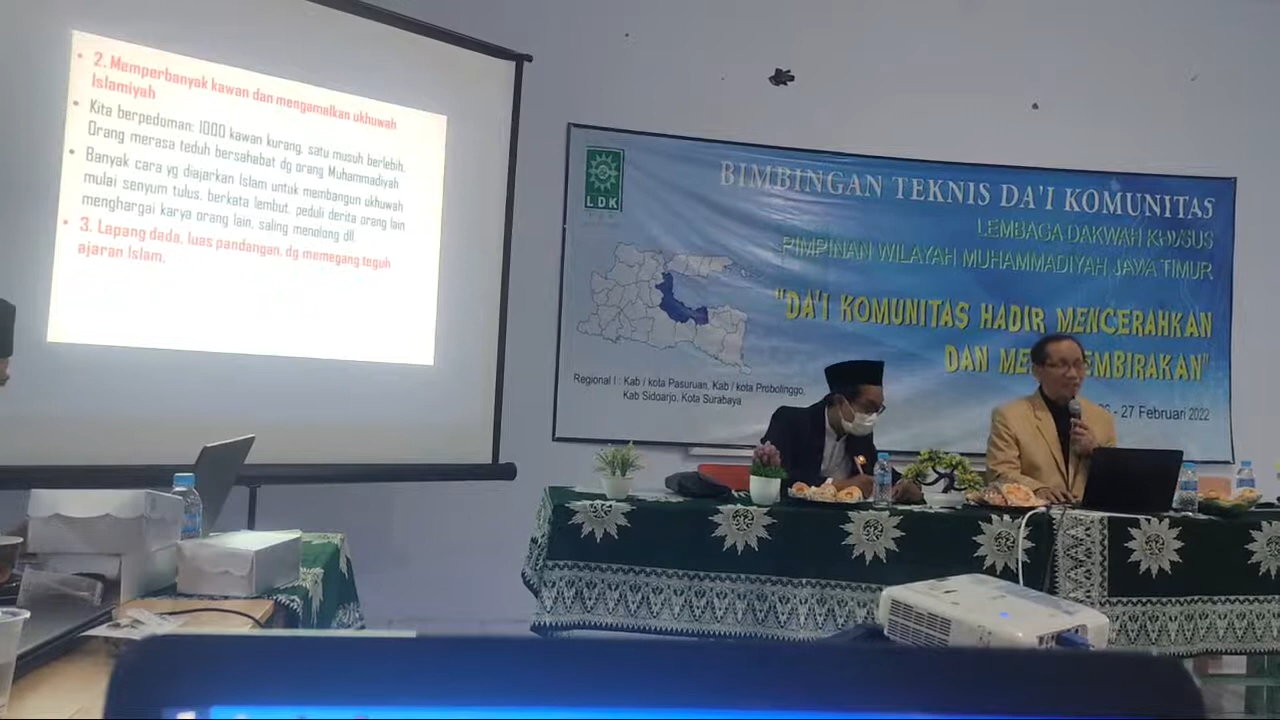 • 2. Memperbanyak kawan dan mengamalkan ukhuwah
Islamiyah
• Kita berpedoman: 1000 kawan kurang, satu musuh berlebih.
Orang merasa teduh bersahabat dg orang Muhammadiyah
• Banyak cara yg diajarkan Islam untuk membangun ukhuwah
mulai senyum tulus, berkata lembut, peduli derita orang lain
menghargai karya orang lain, saling menolong dll.
• 3. Lapang dada, luas pandangan, dg memegang teguh
ajaran Islam.
LDK
BIMBINGAN TEKNIS DA'I KOMUNITAS
LEMBAGA DAKWAH KHUSUS
PIMPINAN WILAYAH MUHAMMADIYAH JAWA TIMUR
"DA'I KOMUNITAS HADIR MENCERAHKAN
DAN MEN EMBIRAKAN"
Regional I : Kab / kota Pasuruan, Kab / kota Probolinggo,
Kab Sidoarjo, Kota Surabaya
- 27 Februari 2022